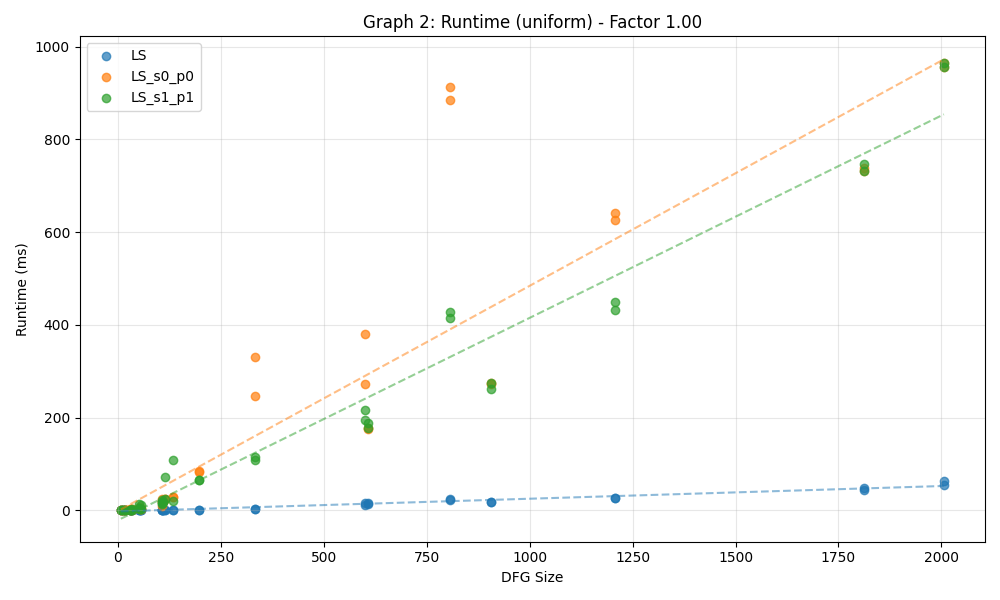 Graph 2: Runtime (uniform) - Factor 1.00
LS
LS_s0_p0
LS_s1_p1
1000
800
600
400
200
0
Runtime (ms)
0 250 500 750 1000 1250 1500 1750 2000
DFG Size